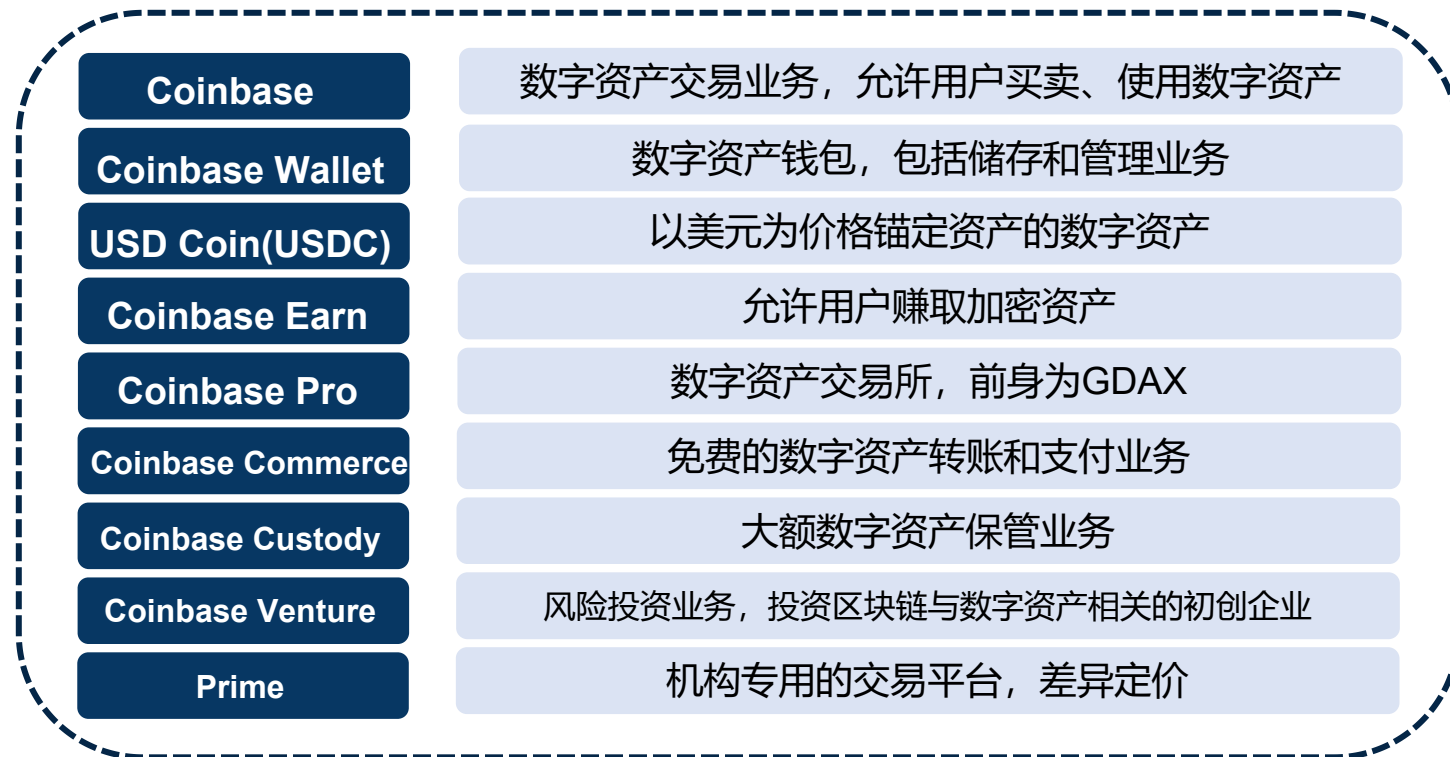 Coinbase
数字资产交易业务，允许用户买卖、使用数字资产
Coinbase Wallet
数字资产钱包，包括储存和管理业务
USD Coin(USDC)
以美元为价格锚定资产的数字资产
Coinbase Earn
允许用户赚取加密资产
Coinbase Pro
数字资产交易所，前身为GDAX
Coinbase Commerce
免费的数字资产转账和支付业务
Coinbase Custody
大额数字资产保管业务
Coinbase Venture
风险投资业务，投资区块链与数字资产相关的初创企业
Prime
机构专用的交易平台，差异定价